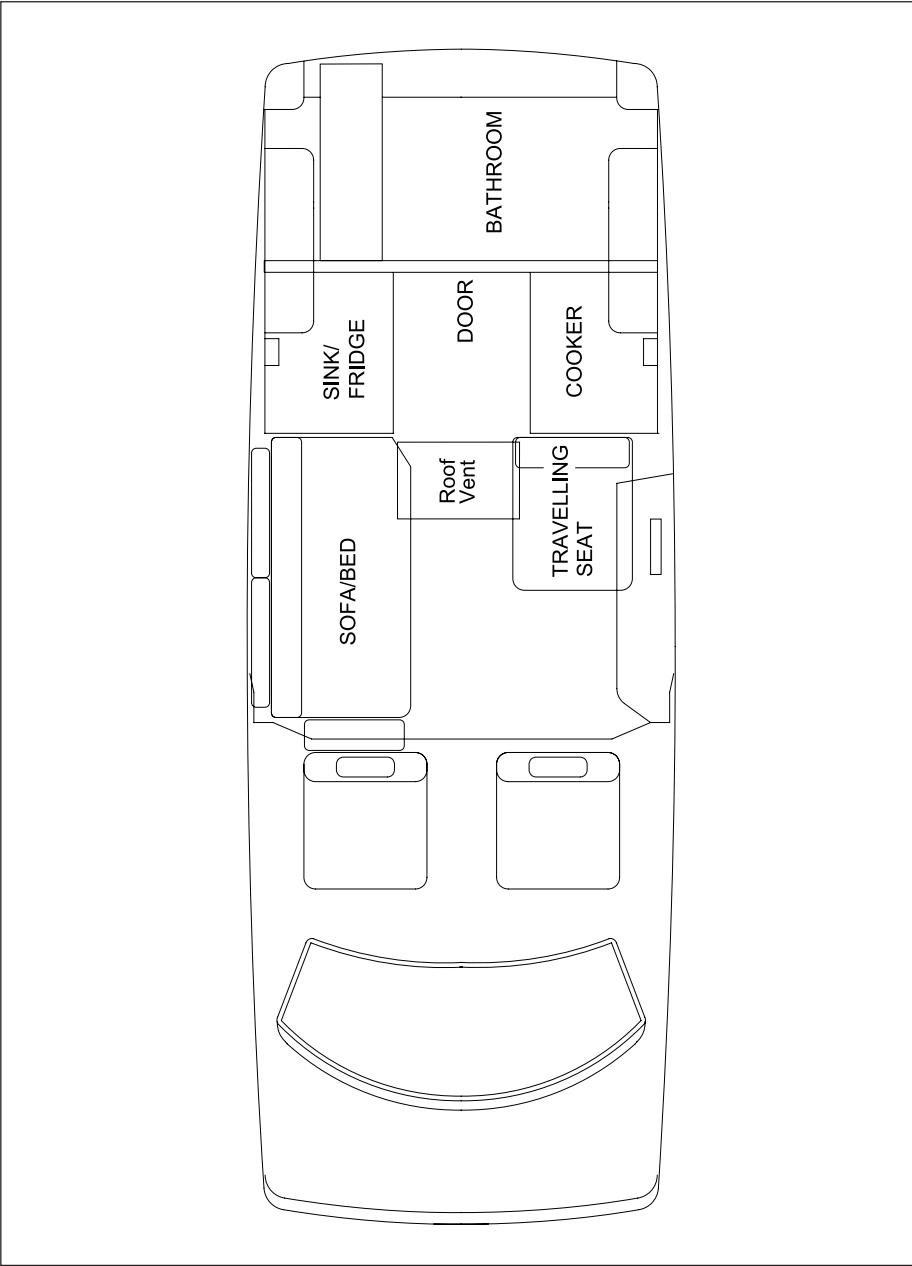 BATHROOM
DOOR
SINK/
FRIDGE
COOKER
Roof
Vent
TRAVELLING
SEAT
SOFA/BED